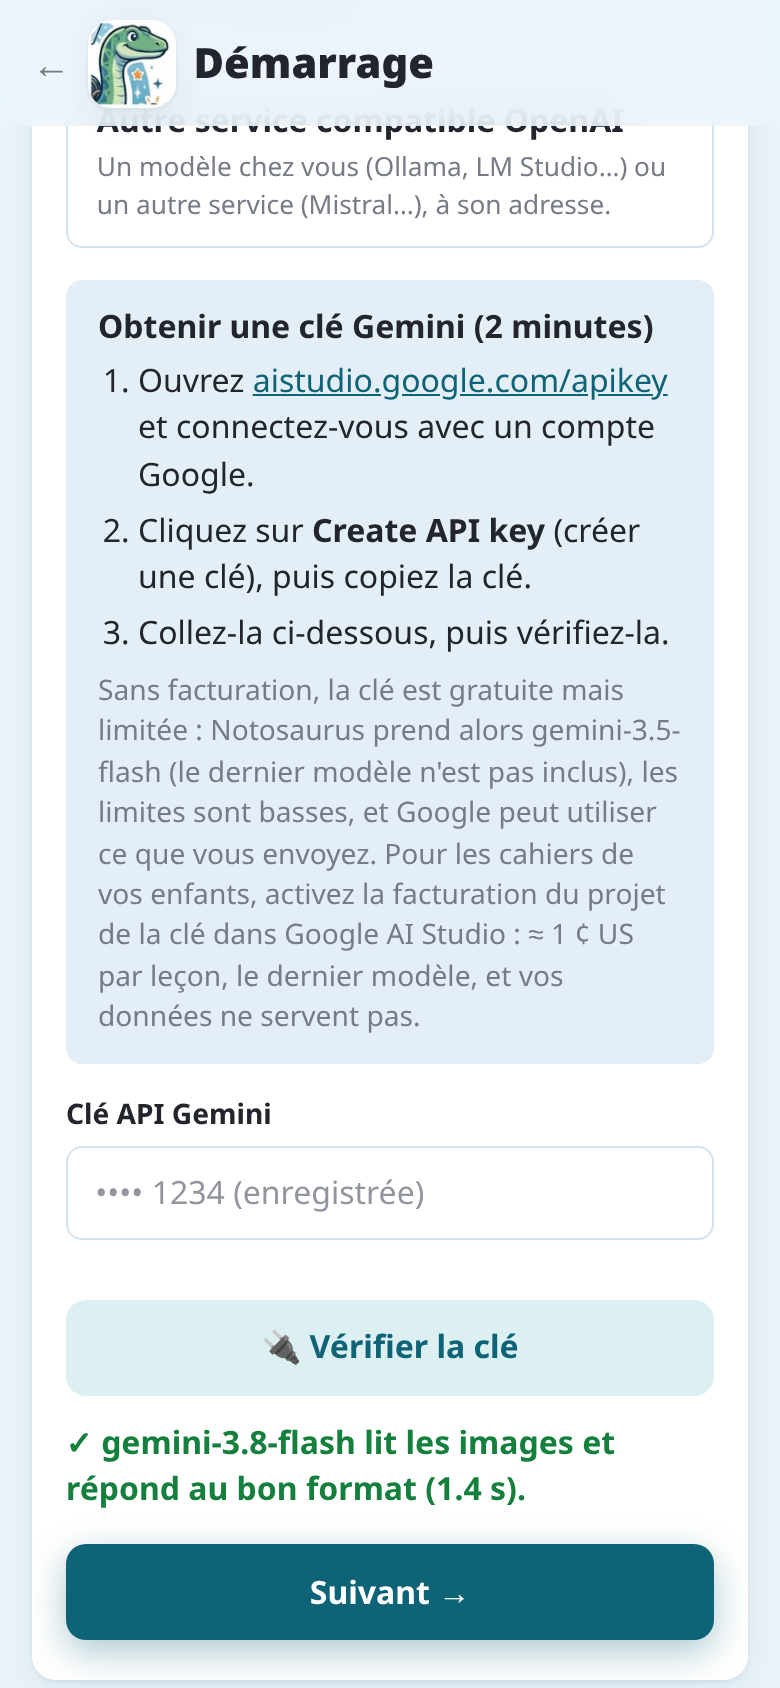 ← Démarrage
Autre service compatible OpenAI
Un modèle chez vous (Ollama, LM Studio...) ou
un autre service (Mistral...), à son adresse.
Obtenir une clé Gemini (2 minutes)
1. Ouvrez aistudio.google.com/apikey
et connectez-vous avec un compte
Google.
2. Cliquez sur Create API key (créer
une clé), puis copiez la clé.
3. Collez-la ci-dessous, puis vérifiez-la.
Sans facturation, la clé est gratuite mais
limitée : Notosaurus prend alors gemini-3.5-
flash (le dernier modèle n'est pas inclus), les
limites sont basses, et Google peut utiliser
ce que vous envoyez. Pour les cahiers de
vos enfants, activez la facturation du projet
de la clé dans Google AI Studio : ≈ 1 ¢ US
par leçon, le dernier modèle, et vos
données ne servent pas.
Clé API Gemini
•••• 1234 (enregistrée)
🔌 Vérifier la clé
✓ gemini-3.8-flash lit les images et
répond au bon format (1.4 s).
Suivant →